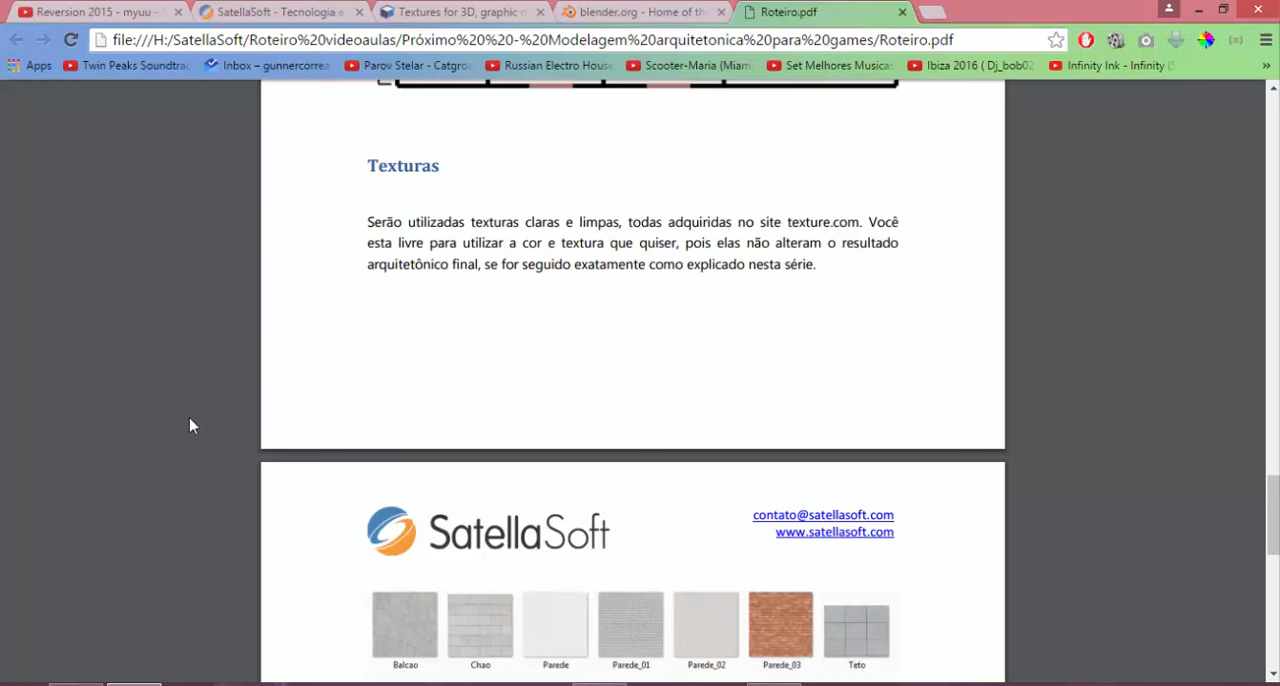 Reversion 2015 - myuu
SatellaSoft - Tecnologia e
Textures for 3D, graphic
blender.org - Home of th
Roteiro.pdf
file:///H:/SatellaSoft/Roteiro%20videoaulas/Próximo%20%20-%20Modelagem%20arquitetonica%20para%20games/Roteiro.pdf
Apps
Twin Peaks Soundtra
Inbox – gunnercorrea
Parov Stelar - Catgro
Russian Electro House
Scooter-Maria (Miam
Set Melhores Musica
Ibiza 2016 ( Dj_bob02
Infinity Ink - Infinity (
»
Texturas
Serão utilizadas texturas claras e limpas, todas adquiridas no site texture.com. Você
esta livre para utilizar a cor e textura que quiser, pois elas não alteram o resultado
arquitetônico final, se for seguido exatamente como explicado nesta série.
SatellaSoft
contato@satellasoft.com
www.satellasoft.com
Balcao
Chao
Parede
Parede_01
Parede_02
Parede_03
Teto